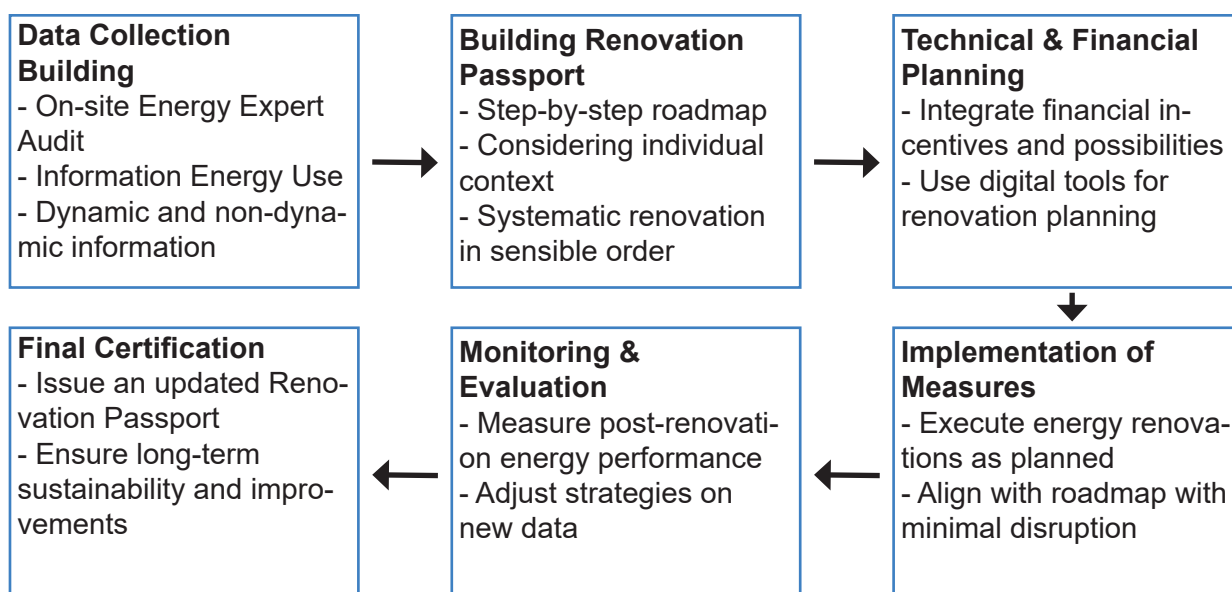 Data Collection
Building
- On-site Energy Expert
Audit
- Information Energy Use
- Dynamic and non-dyna-
mic information
Building Renovation
Passport
- Step-by-step roadmap
- Considering individual
context
- Systematic renovation
in sensible order
Technical & Financial
Planning
- Integrate financial in-
centives and possibilities
- Use digital tools for
renovation planning
Implementation of
Measures
- Execute energy renova-
tions as planned
- Align with roadmap with
minimal disruption
Monitoring &
Evaluation
- Measure post-renovati-
on energy performance
- Adjust strategies on
new data
Final Certification
- Issue an updated Reno-
vation Passport
- Ensure long-term
sustainability and impro-
vements